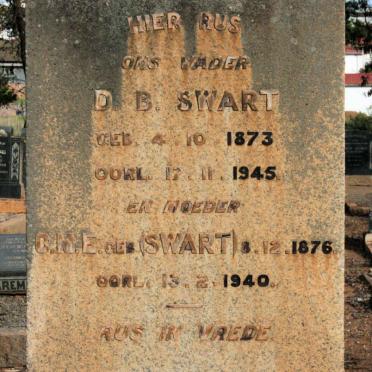 HIER RUS
ONS VADER
D. B. SWART
GEB. 4. 10. 1873
OORL. 17. 11. 1945.
EN MOEDER
GEB. (SWART) 8. 12. 1876
OORL. 13. 2. 1940.
RUS IN VREDE.